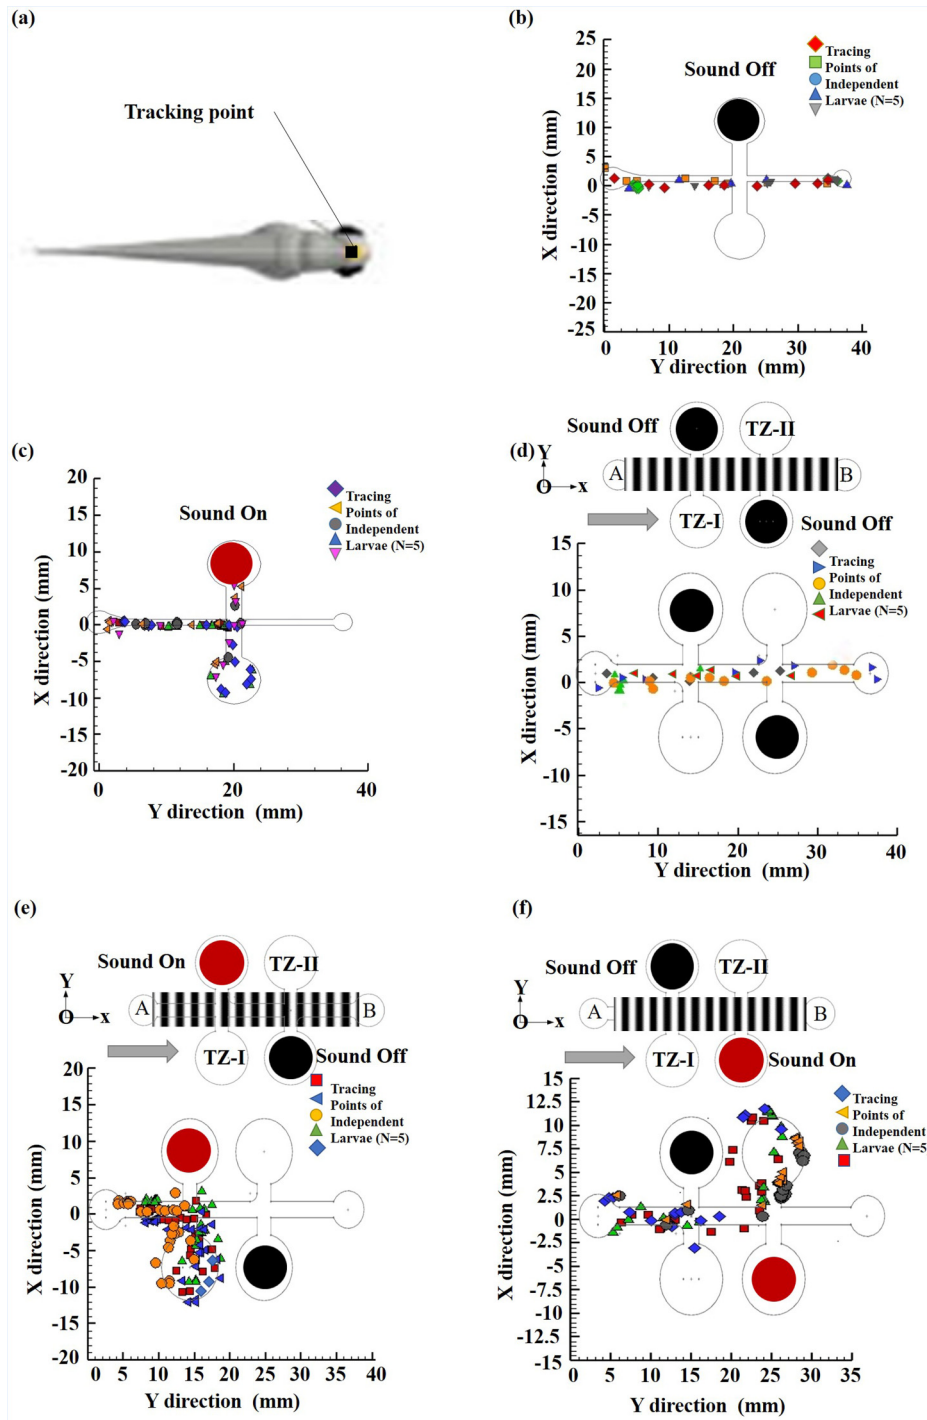 (a)
Tracking point
(b)
25
20
15
10
5
0
-5
-10
-15
-20
-25
X direction (mm)
0 10 20 30 40
Y direction (mm)
Sound Off
Tracing
Points of
Independent
Larvae (N=5)
(c)
20
15
10
5
0
-5
-10
-15
-20
X direction (mm)
0 20 40
Y direction (mm)
Sound On
Tracing
Points of
Independent
Larvae (N=5)
(d)
Sound Off
TZ-II
Y
A
B
O
x
TZ-I
Sound Off
15
10
5
0
-5
-10
-15
X direction (mm)
Tracing
Points of
Independent
Larvae (N=5)
0 10 20 30 40
Y direction (mm)
(e)
Sound On
TZ-II
Y
A
B
O
x
TZ-I
Sound Off
20
15
10
5
0
-5
-10
-15
-20
X direction (mm)
Tracing
Points of
Independent
Larvae (N=5)
0 5 10 15 20 25 30 35 40
Y direction (mm)
(f)
Sound Off
TZ-II
Y
A
B
O
x
TZ-I
Sound On
15
12.5
10
7.5
5
2.5
0
-2.5
-5
-7.5
-10
-12.5
-15
X direction (mm)
Tracing
Points of
Independent
Larvae (N=5)
0 5 10 15 20 25 30 35
Y direction (mm)